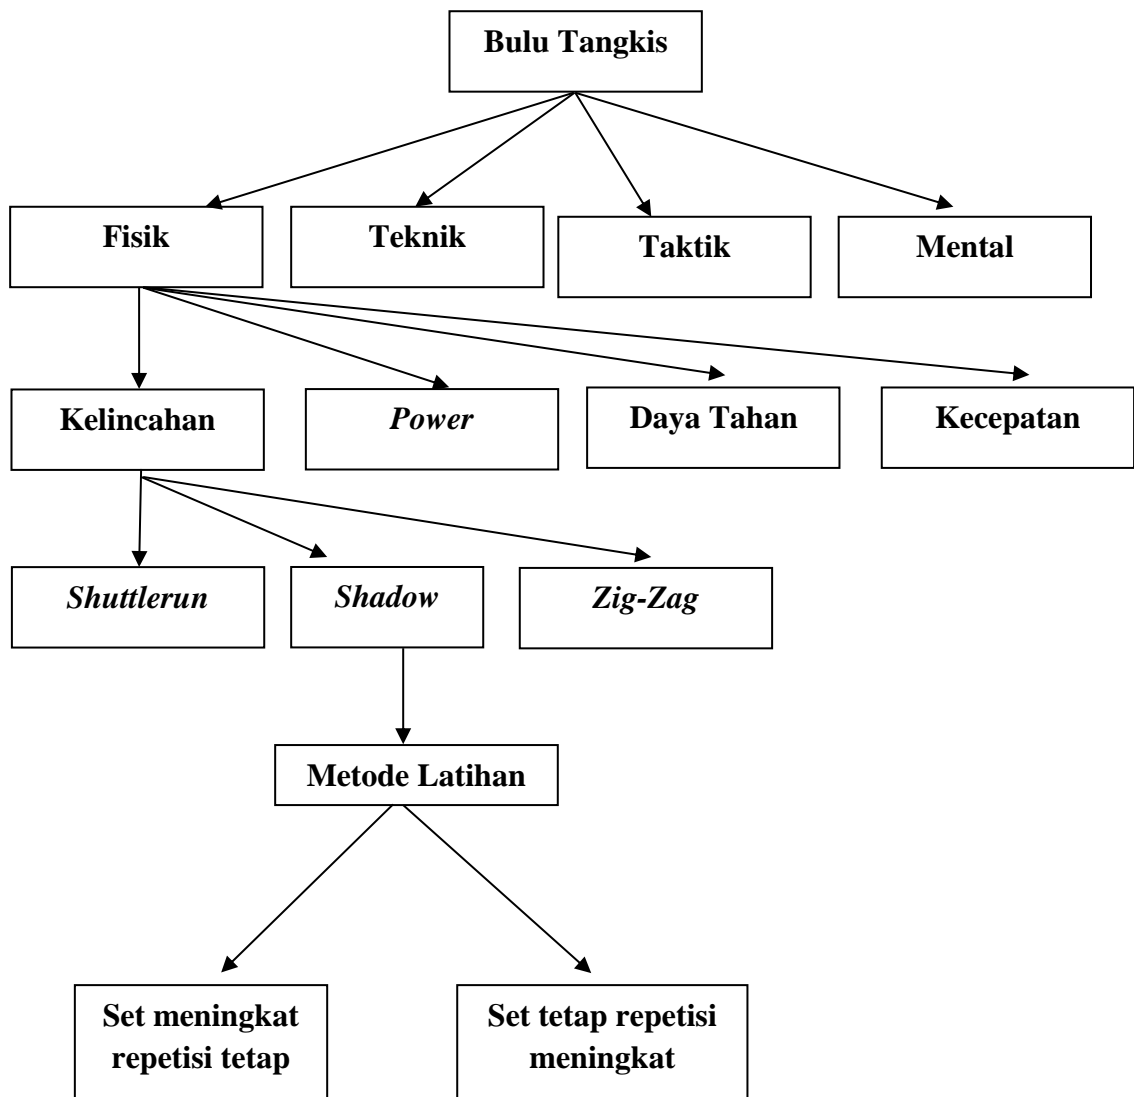 Bulu Tangkis
Fisik
Teknik
Taktik
Mental
Kelincahan
Power
Daya Tahan
Kecepatan
Shuttlerun
Shadow
Zig-Zag
Metode Latihan
Set meningkat
repetisi tetap
Set tetap repetisi
meningkat